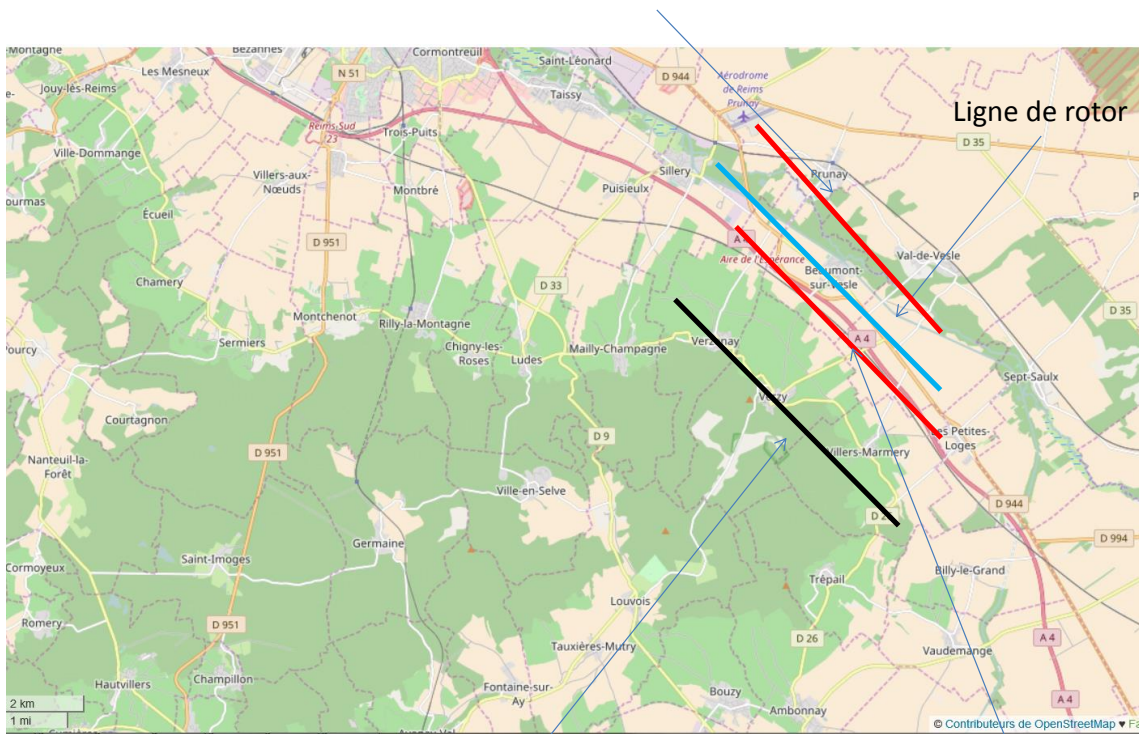 Montagne
Bezannes
Cormontreuil
Saint-Léonard
Les Mesneux
N 51
D 944
Aérodrome
de Reims
Prunay
Jouy-lès-Reims
Taissy
Ligne de rotor
Reims-Sud
23
Trois-Puits
D 35
Ville-Dommange
Villers-aux-
Nœuds
Montbré
Puisieulx
Sillery
Prunay
Écueil
D 951
A 4
Aire de l'Espérance
Val-de-Vesle
Beaumont-
sur-Vesle
Chamery
D 33
Montchenot
Rilly-la-Montagne
D 35
Sermiers
Chigny-les-
Roses
Ludes
Mailly-Champagne
Verzenay
A 4
Pourcy
Sept-Saulx
Verzy
Courtagnon
D 9
Les Petites-
Loges
Villers-Marmery
D 951
Nanteuil-la-
Forêt
Ville-en-Selve
D 944
D 26
Germaine
D 994
Saint-Imoges
Cormoyeux
Billy-le-Grand
Trépail
Louvois
Romery
D 951
D 26
A 4
Tauxières-Mutry
Vaudemange
Champillon
Hautvillers
Fontaine-sur-
Ay
Bouzy
A 4
2 km
1 mi
Ambonnay
© Contributeurs de OpenStreetMap ♥